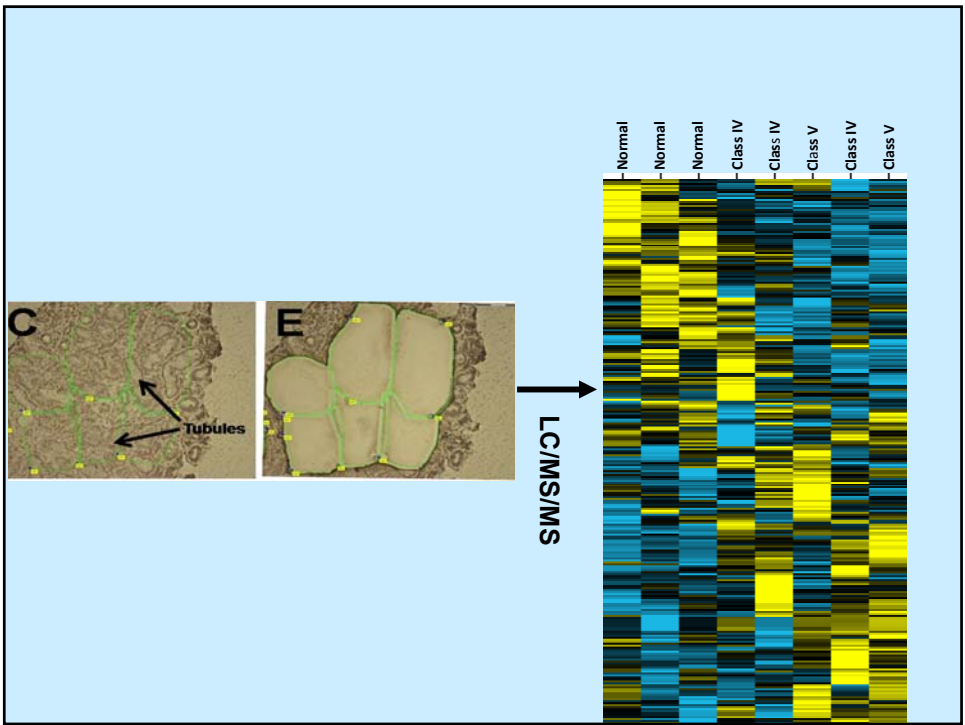 Normal
Normal
Normal
Class IV
Class IV
Class V
Class IV
Class V
C
E
Tubules
LC/MS/MS